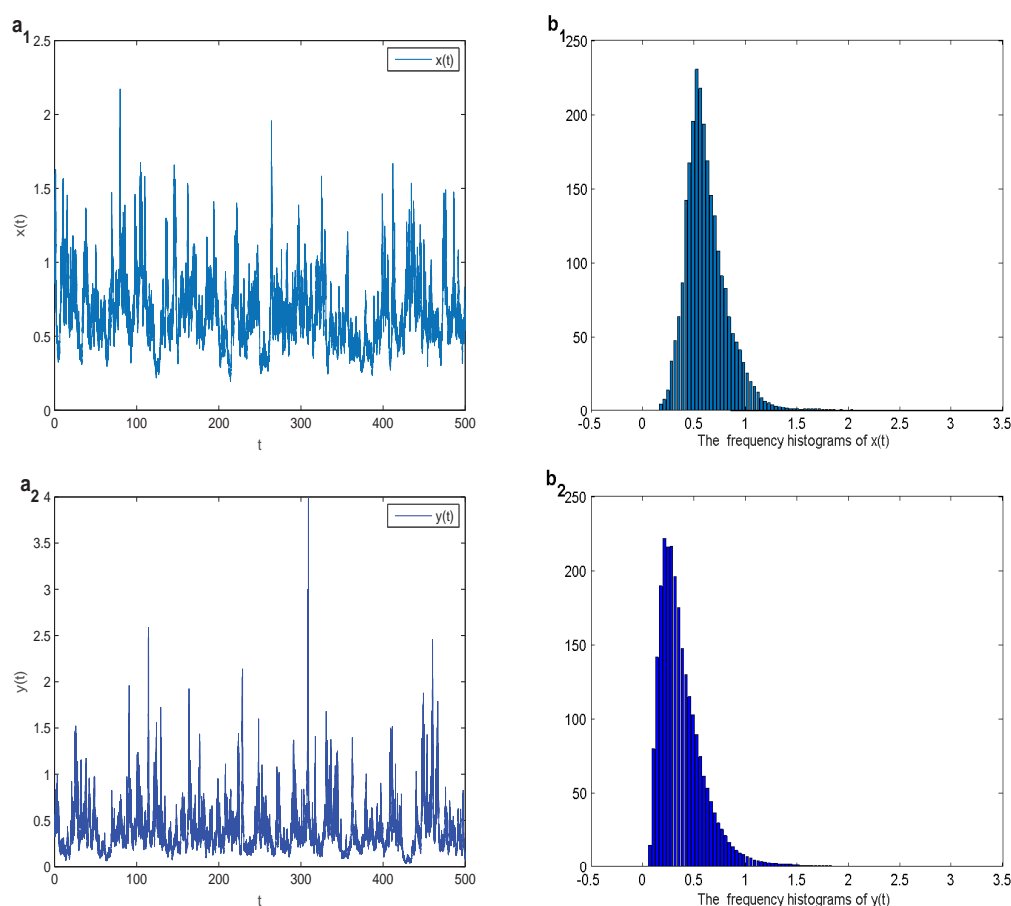 a1
2.5
2
1.5
1
0.5
0
x(t)
x(t)
0 100 200 300 400 500
t
b1
250
200
150
100
50
0
-0.5 0 0.5 1 1.5 2 2.5 3 3.5
The frequency histograms of x(t)
a2
4
3.5
3
2.5
2
1.5
1
0.5
0
y(t)
y(t)
0 100 200 300 400 500
t
b2
250
200
150
100
50
0
-0.5 0 0.5 1 1.5 2 2.5 3 3.5
The frequency histograms of y(t)